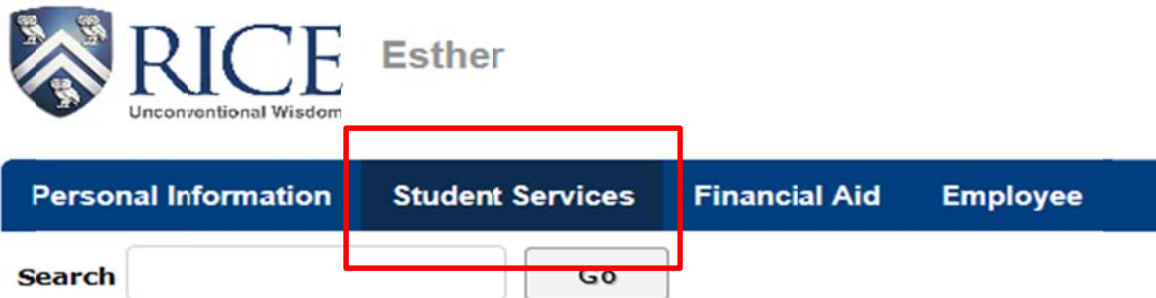 RICE
Unconventional Wisdom
Esther
Personal Information Student Services Financial Aid Employee
Search Go